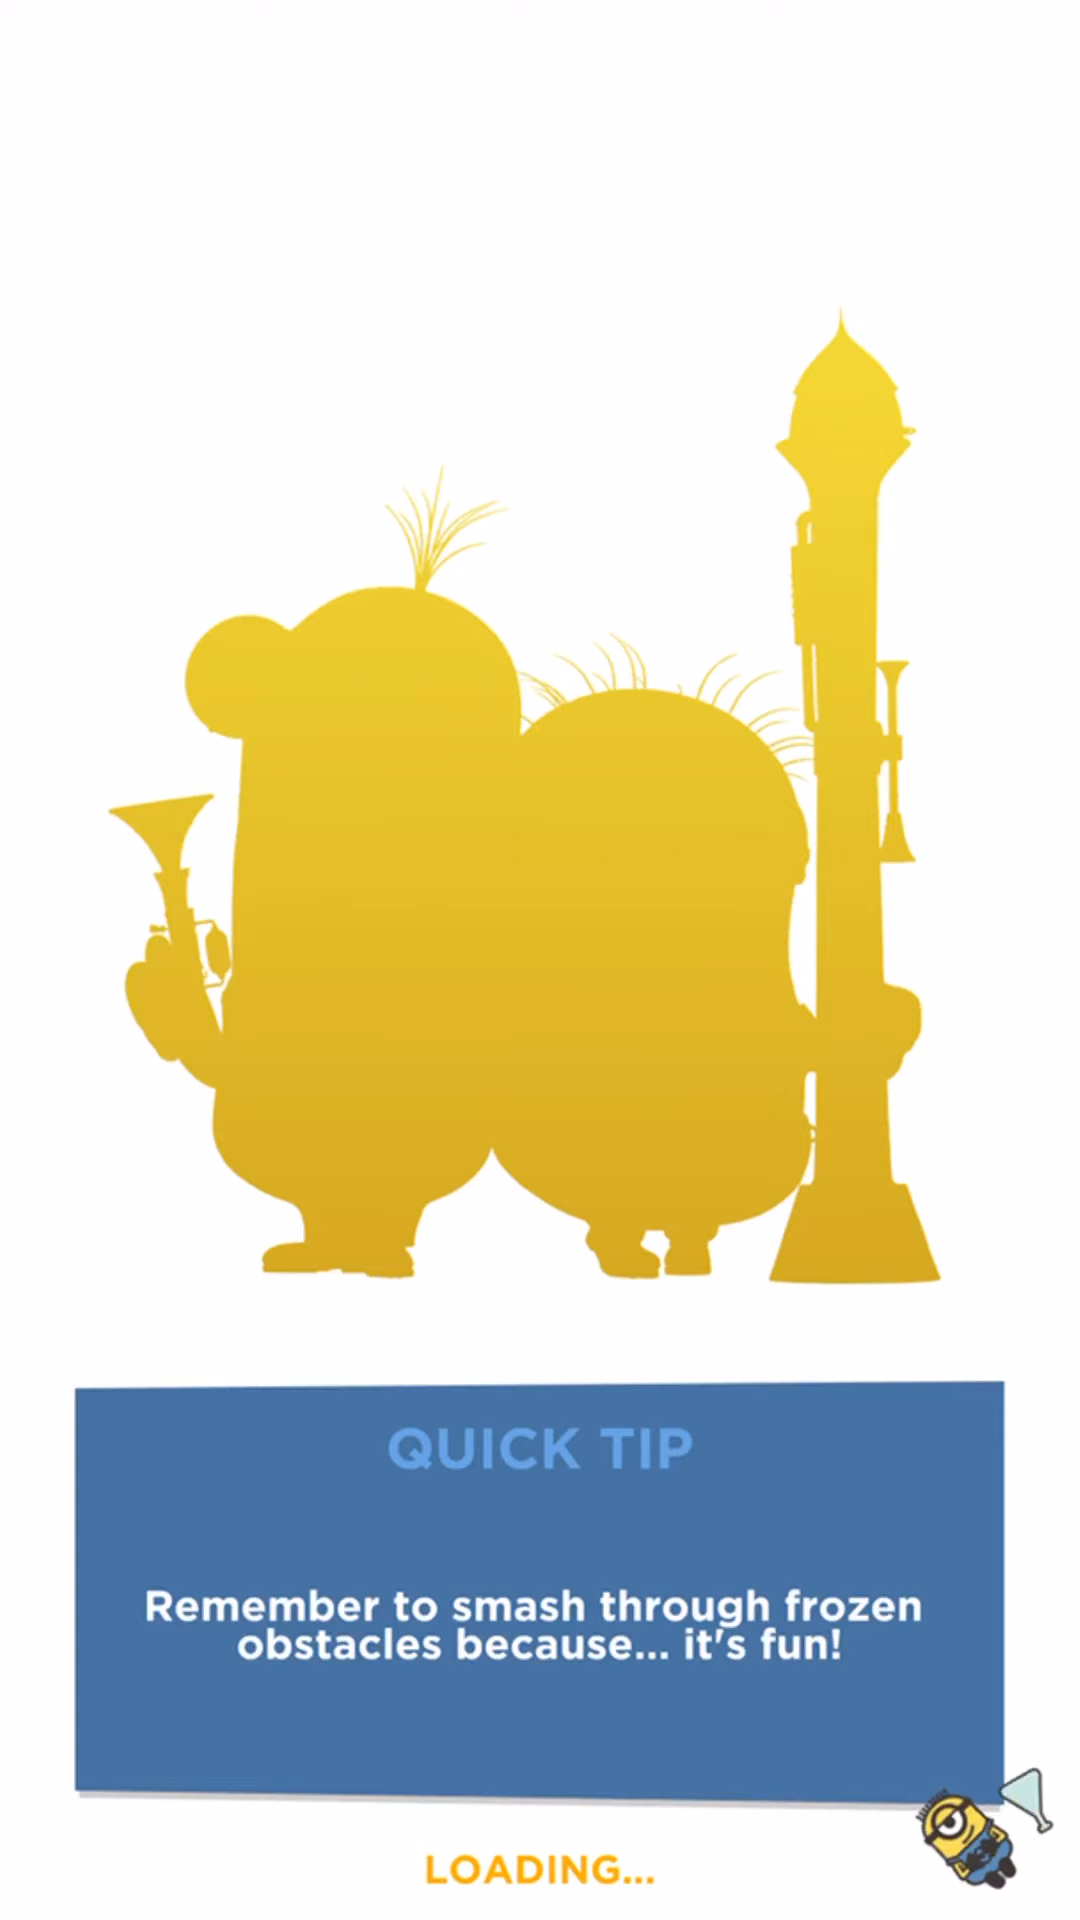 QUICK TIP
Remember to smash through frozen
obstacles because... it's fun!
LOADING...